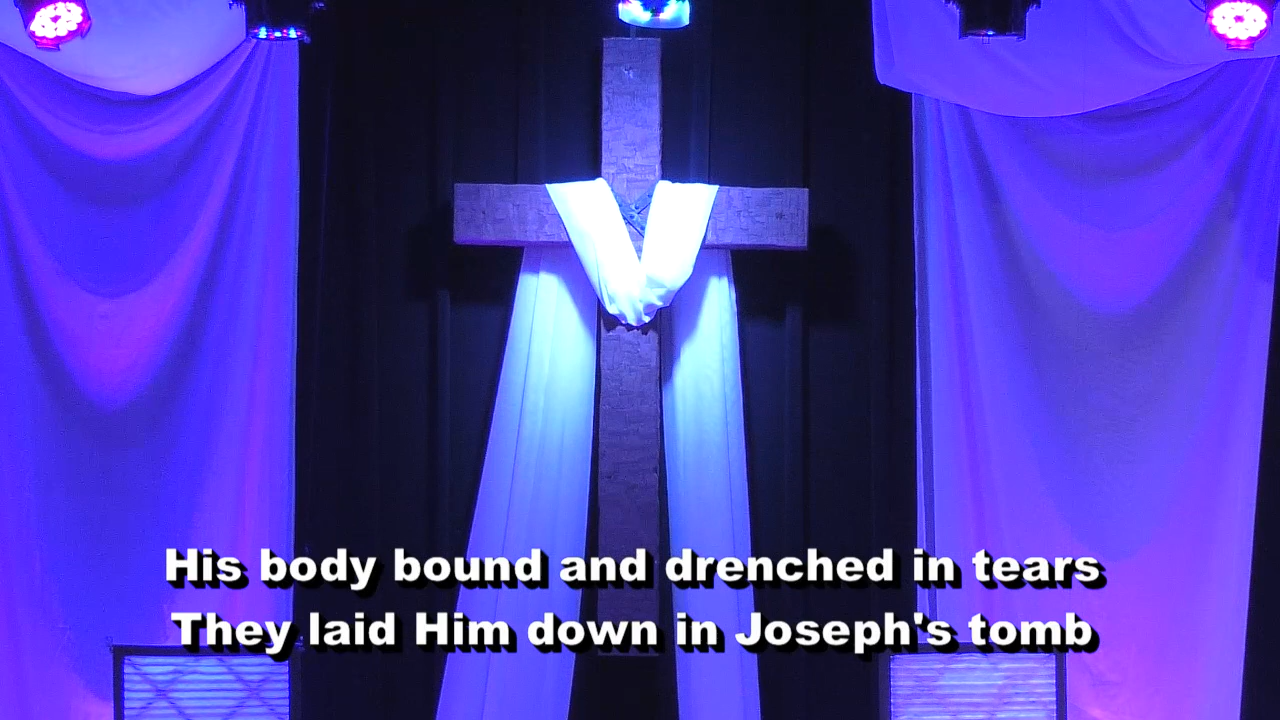 His body bound and drenched in tears
They laid Him down in Joseph's tomb